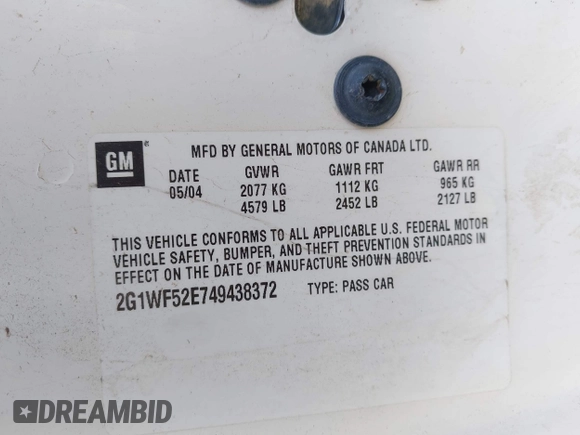 GM ®
MFD BY GENERAL MOTORS OF CANADA LTD.
DATE GVWR GAWR FRT GAWR RR
05/04 2077 KG 1112 KG 965 KG
4579 LB 2452 LB 2127 LB
THIS VEHICLE CONFORMS TO ALL APPLICABLE U.S. FEDERAL MOTOR
VEHICLE SAFETY, BUMPER, AND THEFT PREVENTION STANDARDS IN
EFFECT ON THE DATE OF MANUFACTURE SHOWN ABOVE.
2G1WF52E749438372 TYPE: PASS CAR
DREAMBID